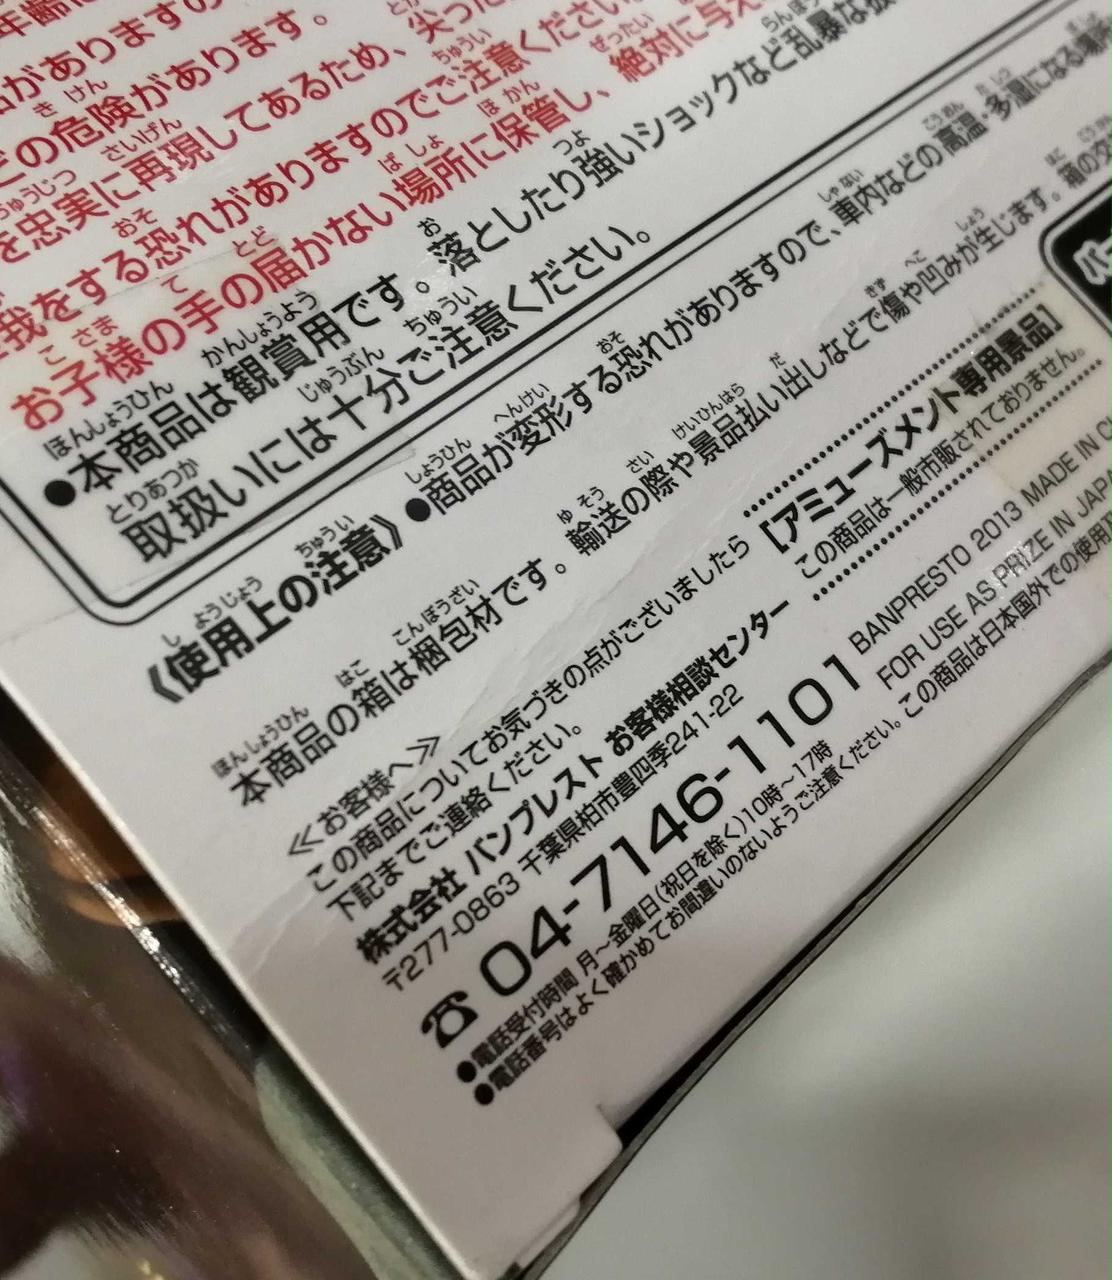 品がありますの
どの危険があります。
を忠実に再現してあるため、尖った
我をする恐れがありますのでご注意ください
お子様の手の届かない場所に保管し、絶対に与え
●本商品は観賞用です。落としたり強いショックなど乱暴な扱
取扱いには十分ご注意ください。
《使用上の注意》●商品が変形する恐れがありますので、車内などの高温・多湿になる場所
本商品の箱は梱包材です。輸送の際や景品払い出しなどで傷や凹みが生じます。箱の交
≪お客様へ≫
この商品についてお気づきの点がございましたら
下記までご連絡ください。
株式会社 バンプレスト お客様相談センター
〒277-0863 千葉県柏市豊四季241-22
☎ 04-7146-1101
●電話受付時間 月〜金曜日(祝日を除く)10時〜17時
●電話番号はよく確かめてお間違いのないようご注意ください。
[アミューズメント専用景品]
この商品は一般市販されておりません。
BANPRESTO 2013 MADE IN C
FOR USE AS PRIZE IN JAPA
この商品は日本国外での使用